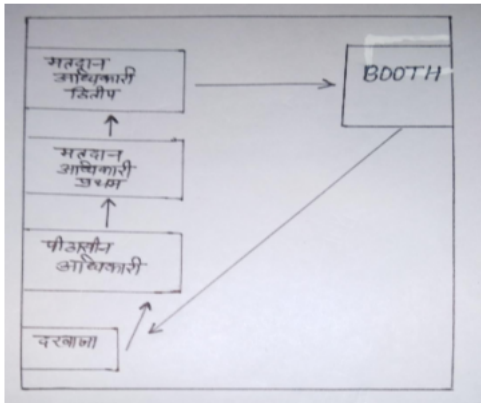 मतदान
अधिकारी
द्वितीय
BOOTH
मतदान
अधिकारी
प्रथम
पीठासीन
अधिकारी
दरवाजा